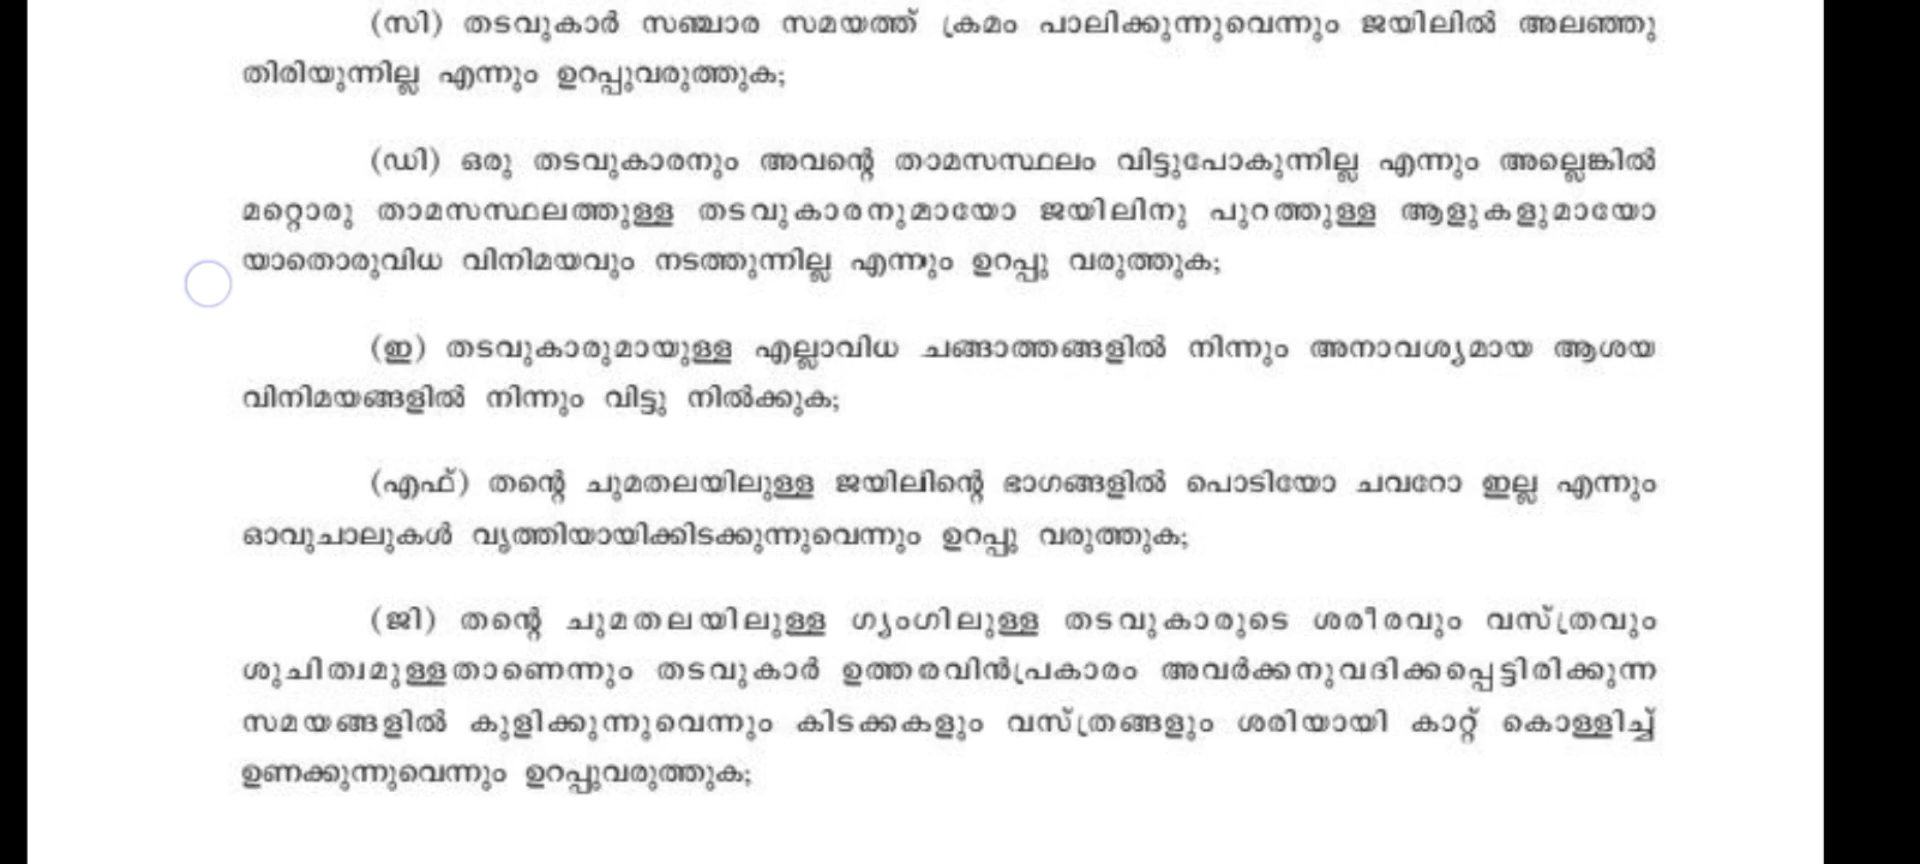 (സി) തടവുകാർ സഞ്ചാര സമയത്ത് ക്രമം പാലിക്കുന്നുവെന്നും ജയിലിൽ അലഞ്ഞു
തിരിയുന്നില്ല എന്നും ഉറപ്പുവരുത്തുക;
(ഡി) ഒരു തടവുകാരനും അവന്റെ താമസസ്ഥലം വിട്ടുപോകുന്നില്ല എന്നും അല്ലെങ്കിൽ
മറ്റൊരു താമസസ്ഥലത്തുള്ള തടവുകാരനുമായോ ജയിലിനു പുറത്തുള്ള ആളുകളുമായോ
യാതൊരുവിധ വിനിമയവും നടത്തുന്നില്ല എന്നും ഉറപ്പു വരുത്തുക;
(ഇ) തടവുകാരുമായുള്ള എല്ലാവിധ ചങ്ങാത്തങ്ങളിൽ നിന്നും അനാവശ്യമായ ആശയ
വിനിമയങ്ങളിൽ നിന്നും വിട്ടു നിൽക്കുക;
(എഫ്) തന്റെ ചുമതലയിലുള്ള ജയിലിന്റെ ഭാഗങ്ങളിൽ പൊടിയോ ചവറോ ഇല്ല എന്നും
ഓവുചാലുകൾ വൃത്തിയായിക്കിടക്കുന്നുവെന്നും ഉറപ്പു വരുത്തുക;
(ജി) തന്റെ ചുമതലയിലുള്ള ഗ്യംഗിലുള്ള തടവുകാരുടെ ശരീരവും വസ്ത്രവും
ശുചിത്വമുള്ളതാണെന്നും തടവുകാർ ഉത്തരവിൻപ്രകാരം അവർക്കനുവദിക്കപ്പെട്ടിരിക്കുന്ന
സമയങ്ങളിൽ കുളിക്കുന്നുവെന്നും കിടക്കകളും വസ്ത്രങ്ങളും ശരിയായി കാറ്റ് കൊള്ളിച്ച്
ഉണക്കുന്നുവെന്നും ഉറപ്പുവരുത്തുക;